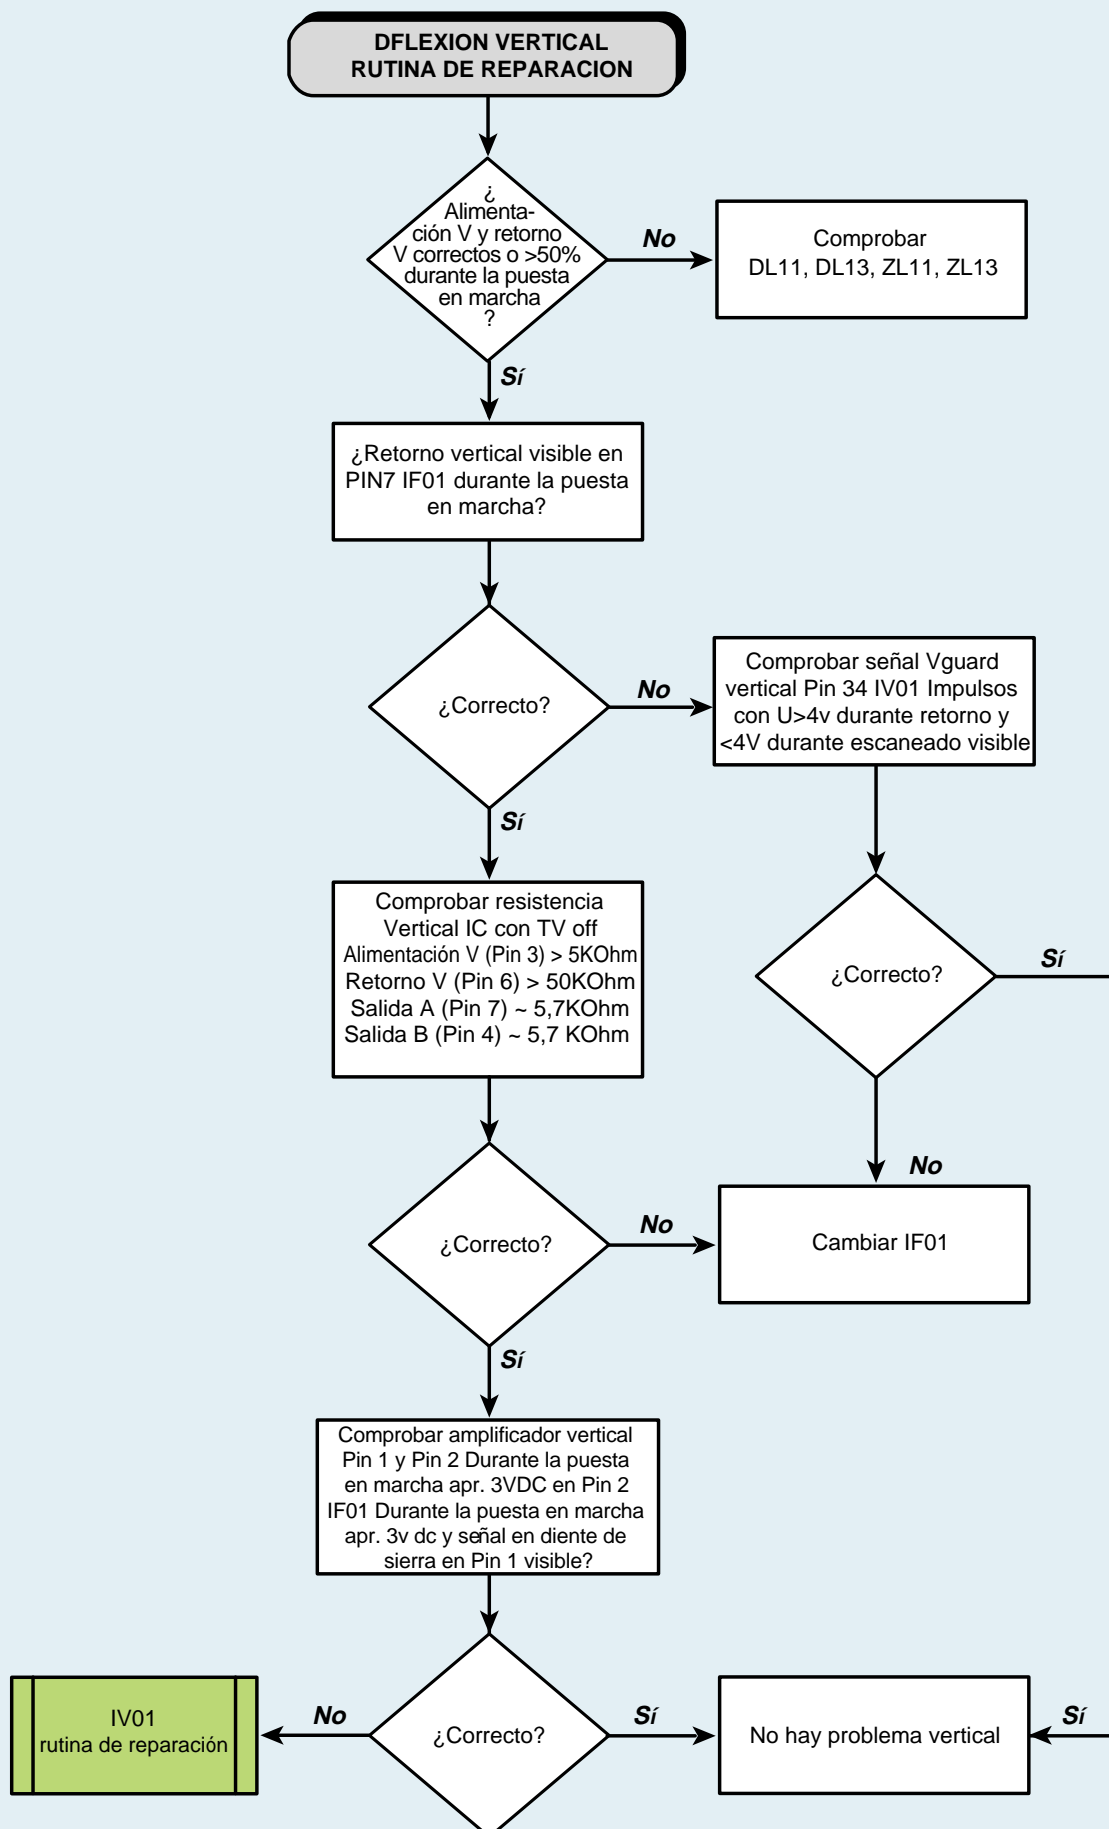 DFLEXION VERTICAL
RUTINA DE REPARACION
¿
Alimenta-
ción V y retorno
V correctos o >50%
durante la puesta
en marcha
?
No
Comprobar
DL11, DL13, ZL11, ZL13
Sí
¿Retorno vertical visible en
PIN7 IF01 durante la puesta
en marcha?
¿Correcto?
No
Comprobar señal Vguard
vertical Pin 34 IV01 Impulsos
con U>4v durante retorno y
<4V durante escaneado visible
Sí
Comprobar resistencia
Vertical IC con TV off
Alimentación V (Pin 3) > 5KOhm
Retorno V (Pin 6) > 50KOhm
Salida A (Pin 7) ~ 5,7KOhm
Salida B (Pin 4) ~ 5,7 KOhm
¿Correcto?
Sí
No
¿Correcto?
No
Cambiar IF01
Sí
Comprobar amplificador vertical
Pin 1 y Pin 2 Durante la puesta
en marcha apr. 3VDC en Pin 2
IF01 Durante la puesta en marcha
apr. 3v dc y señal en diente de
sierra en Pin 1 visible?
IV01
rutina de reparación
No
¿Correcto?
Sí
No hay problema vertical
Sí